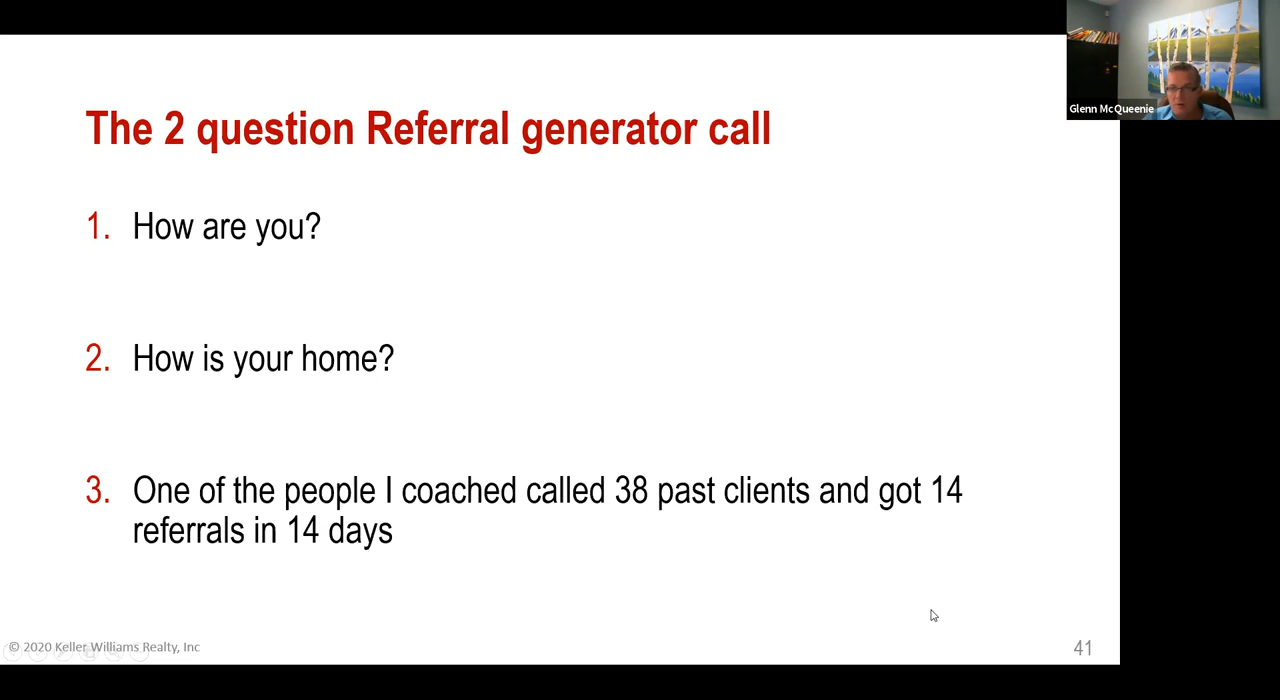 Glenn McQueenie
The 2 question Referral generator call
1. How are you?
2. How is your home?
3. One of the people I coached called 38 past clients and got 14
referrals in 14 days
© 2020 Keller Williams Realty, Inc
41